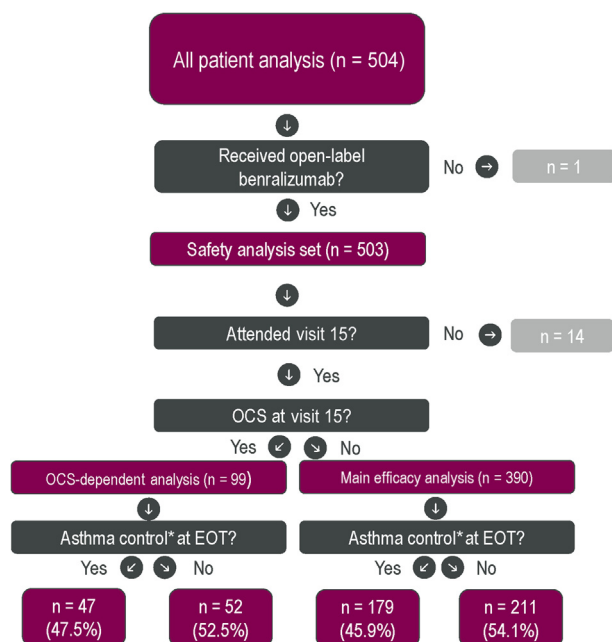 All patient analysis (n = 504)
Received open-label
benralizumab?
No
n = 1
Yes
Safety analysis set (n = 503)
Attended visit 15?
No
n = 14
Yes
OCS at visit 15?
Yes
No
OCS-dependent analysis (n = 99)
Main efficacy analysis (n = 390)
Asthma control* at EOT?
Asthma control* at EOT?
Yes
No
Yes
No
n = 47
(47.5%)
n = 52
(52.5%)
n = 179
(45.9%)
n = 211
(54.1%)